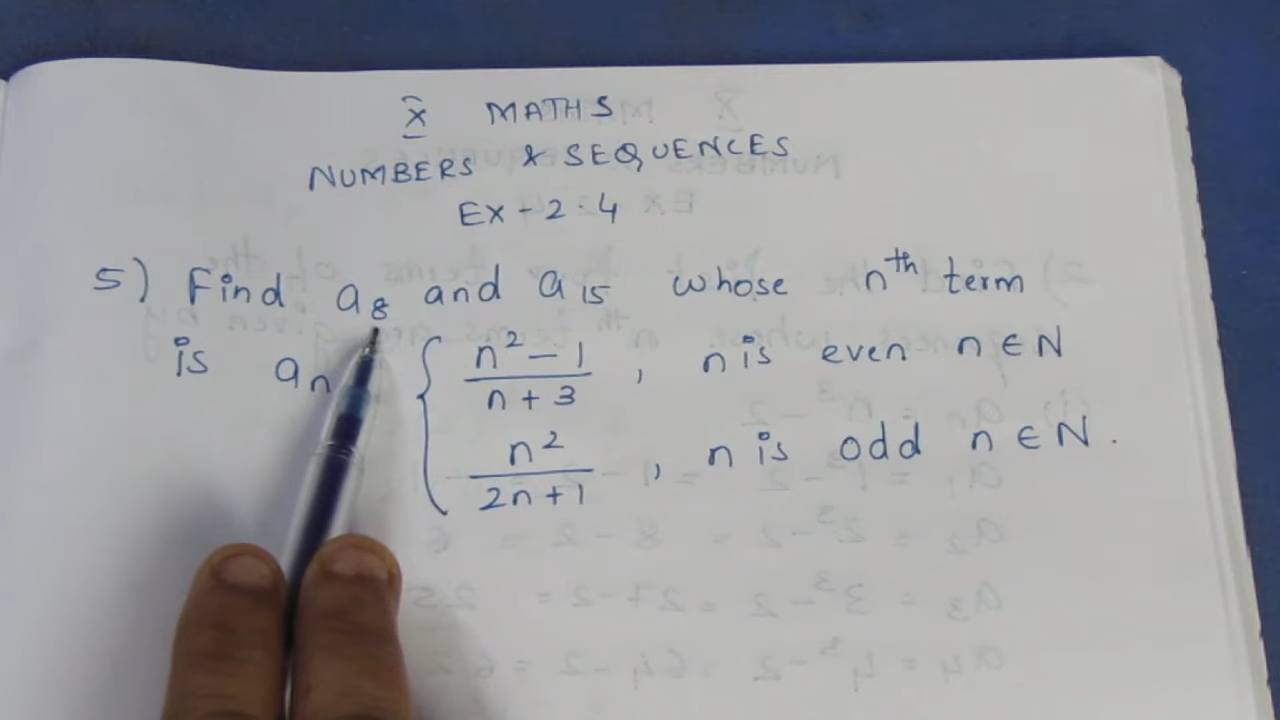 X MATHS
NUMBERS & SEQUENCES
EX - 2.4
5) Find a₈ and a₁₅ whose nᵗʰ term
is aₙ { (n² - 1)/(n + 3) , n is even n ∈ N
n²/(2n + 1) , n is odd n ∈ N.